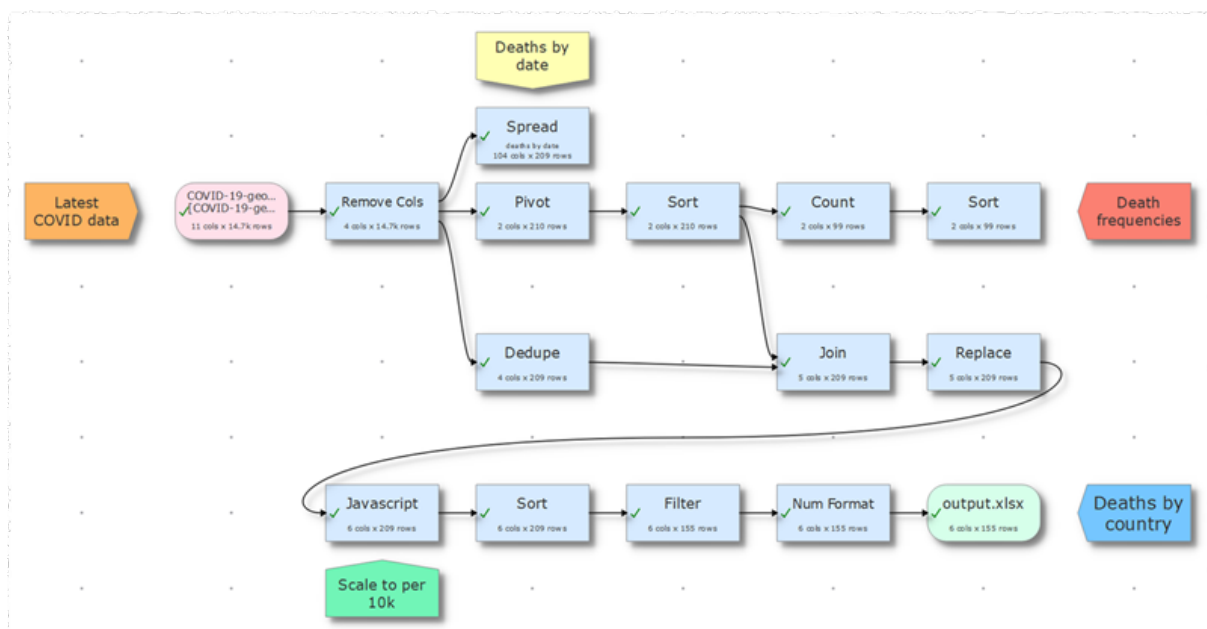 Deaths by
date
Spread
deaths by date
104 cols x 209 rows
Latest
COVID data
COVID-19-geo...
{COVID-19-ge...
11 cols x 14.7k rows
Remove Cols
4 cols x 14.7k rows
Pivot
2 cols x 210 rows
Sort
2 cols x 210 rows
Count
2 cols x 99 rows
Sort
2 cols x 99 rows
Death
frequencies
Dedupe
4 cols x 209 rows
Join
5 cols x 209 rows
Replace
5 cols x 209 rows
Javascript
6 cols x 209 rows
Sort
6 cols x 209 rows
Filter
6 cols x 155 rows
Num Format
6 cols x 155 rows
output.xlsx
6 cols x 155 rows
Deaths by
country
Scale to per
10k